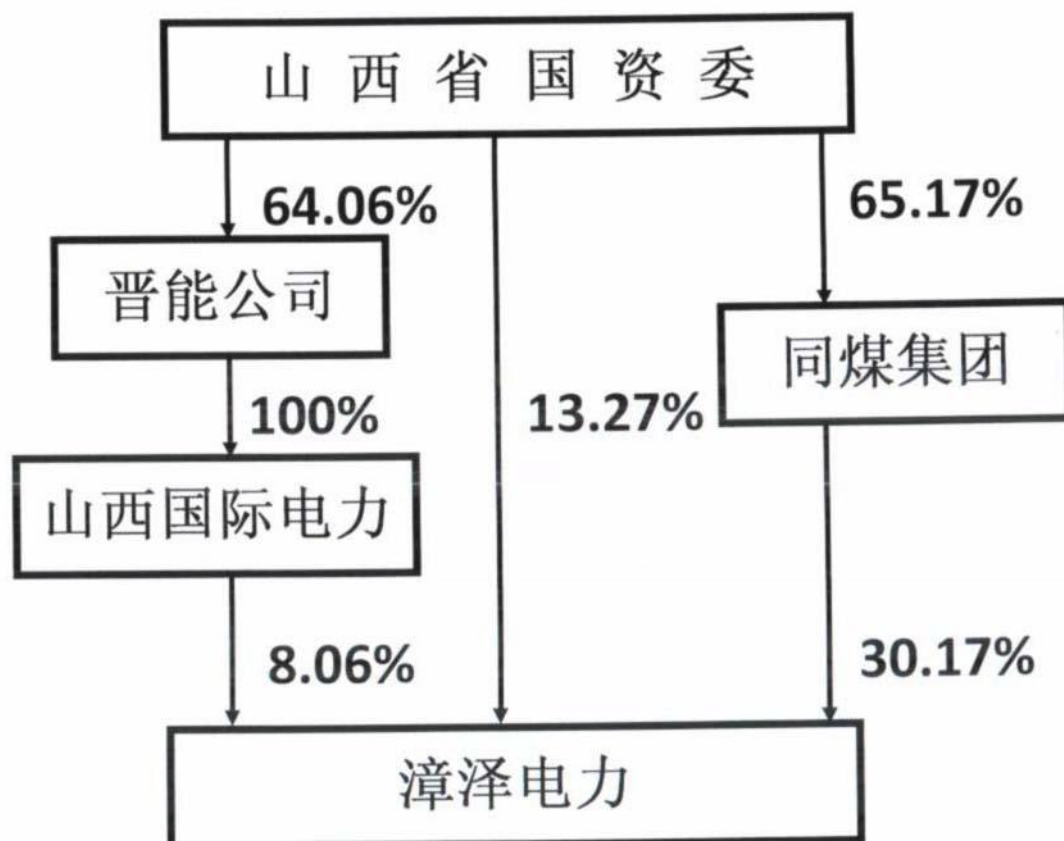 山西省国资委
64.06%
65.17%
晋能公司
同煤集团
100%
13.27%
山西国际电力
8.06%
30.17%
漳泽电力